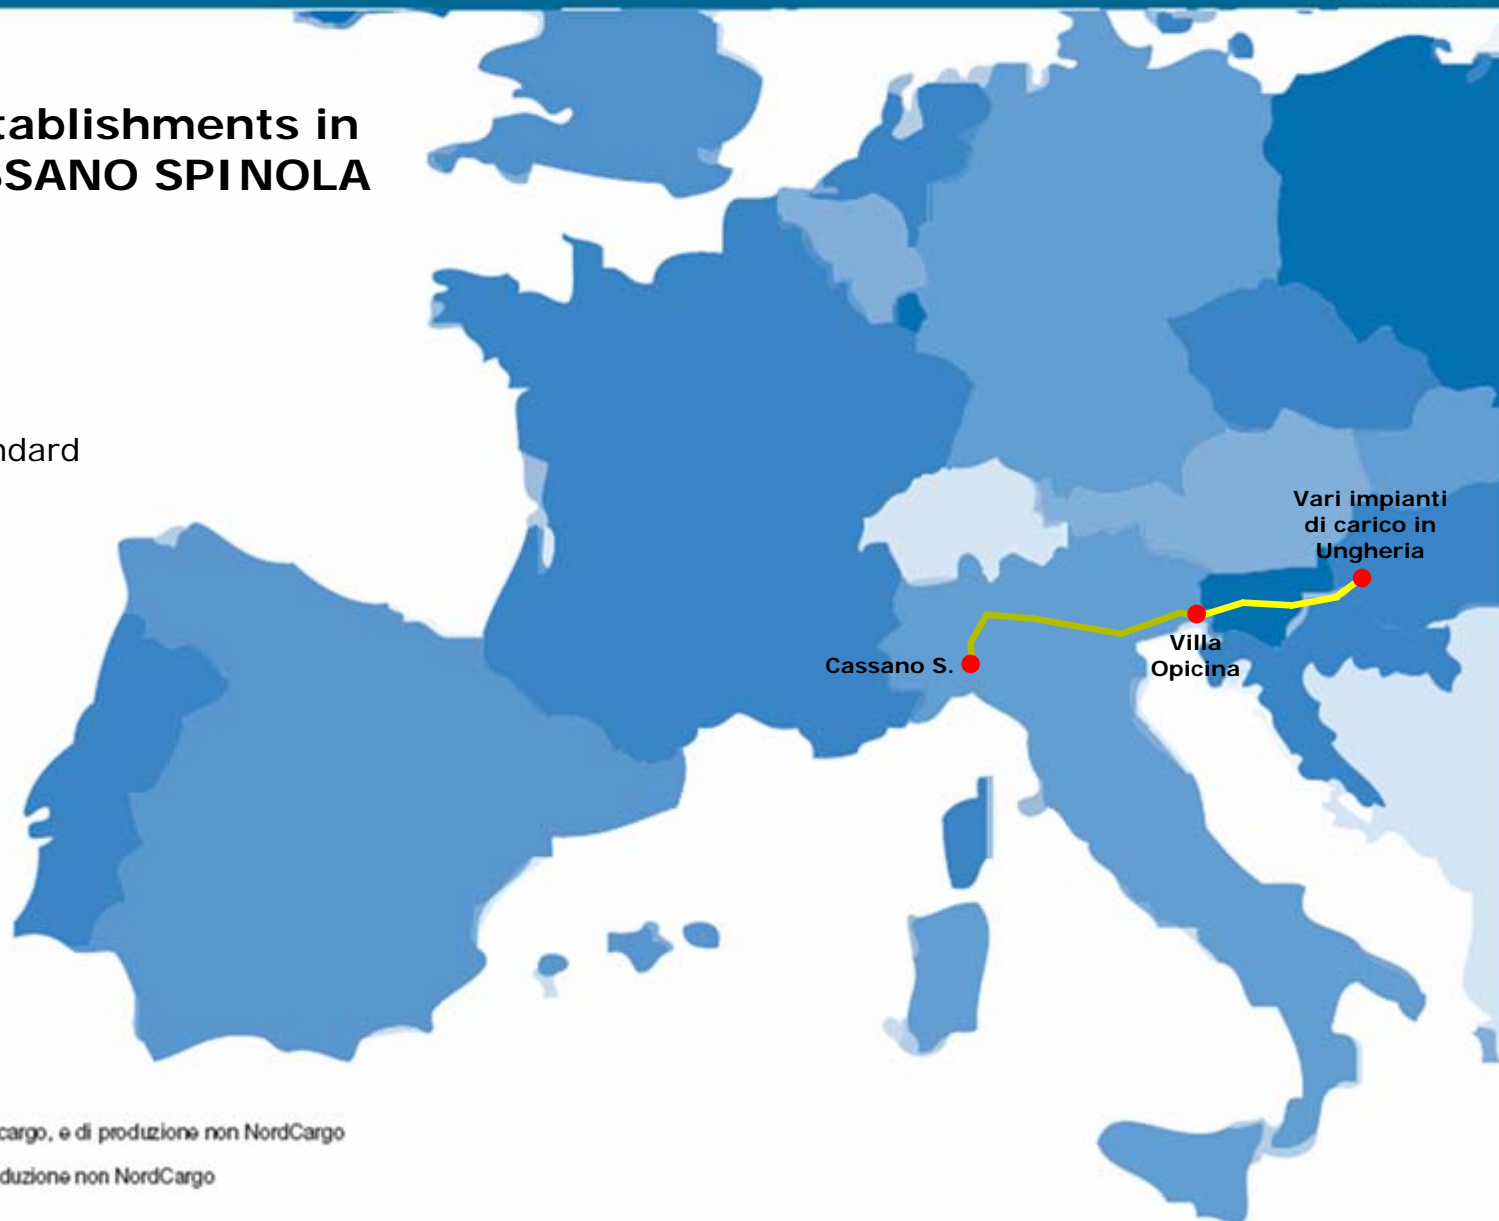 tablishments in
SSANO SPINOLA
ndard
Vari impianti
di carico in
Ungheria
Villa
Opicina
Cassano S.
cargo, e di produzione non NordCargo
duzione non NordCargo